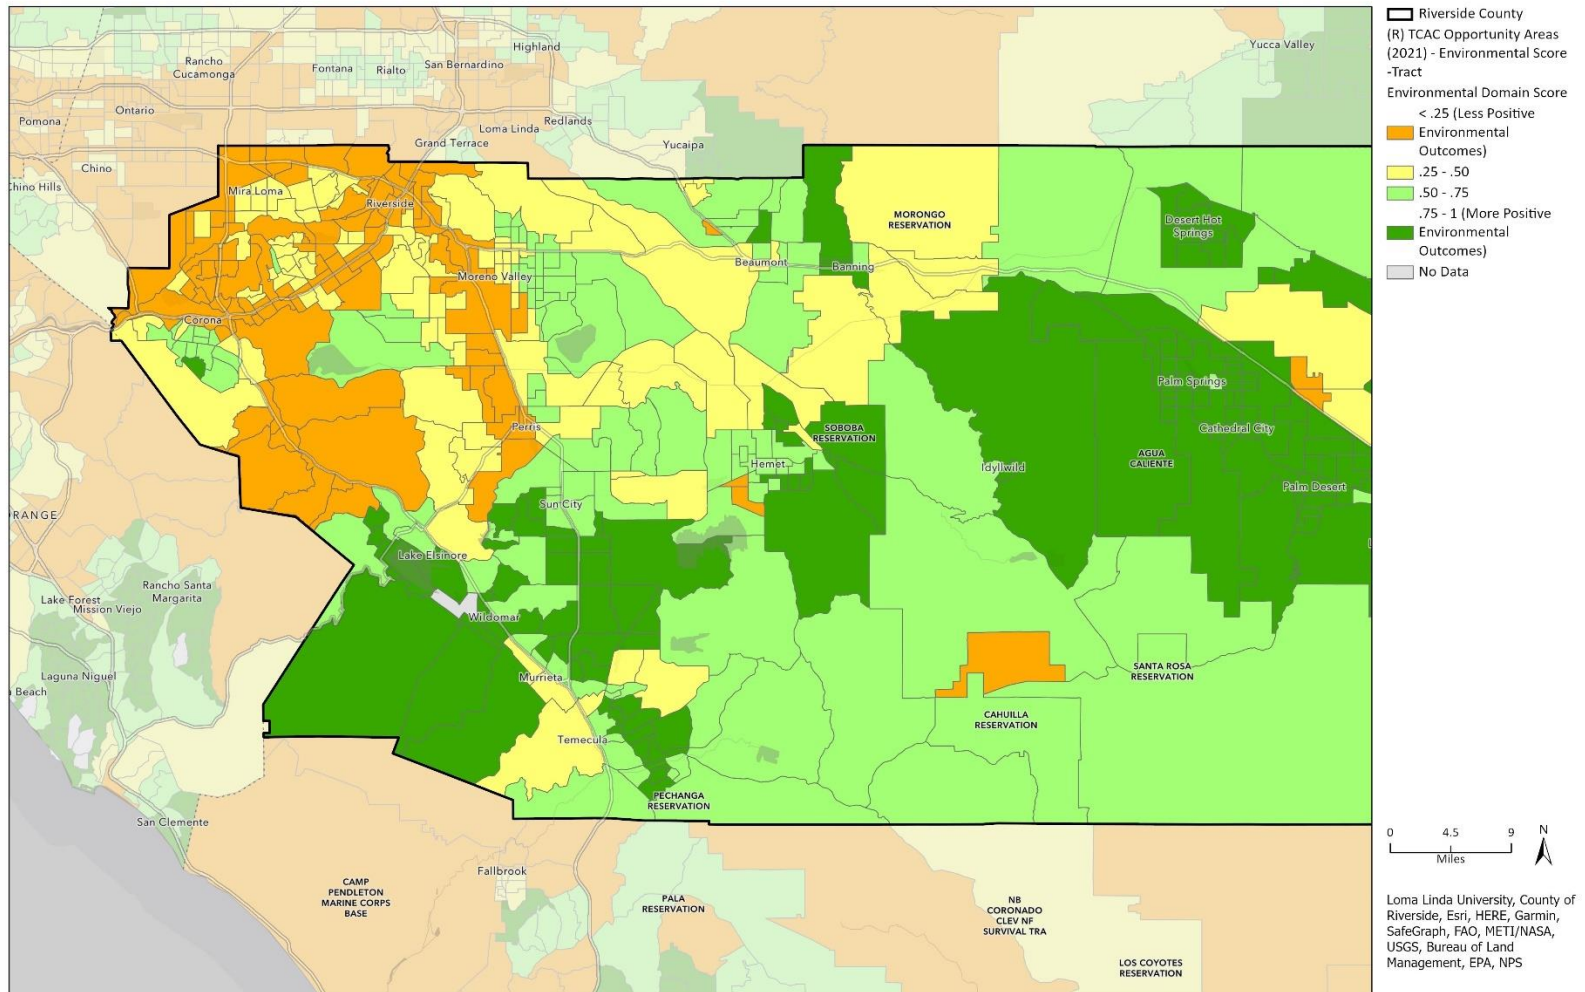 Rancho
Cucamonga
Fontana
Rialto
San Bernardino
Highland
Yucca Valley
Ontario
Pomona
Loma Linda
Redlands
Grand Terrace
Yucaipa
Chino
Chino Hills
Mira Loma
Riverside
MORONGO
RESERVATION
Desert Hot
Springs
Moreno Valley
Beaumont
Banning
Corona
Palm Springs
Perris
SOBOBA
RESERVATION
Cathedral City
Hemet
Idyllwild
AGUA
CALIENTE
Palm Desert
Sun City
RANGE
Lake Elsinore
Rancho Santa
Margarita
Lake Forest
Mission Viejo
Wildomar
Laguna Niguel
Murrieta
SANTA ROSA
RESERVATION
a Beach
CAHUILLA
RESERVATION
Temecula
PECHANGA
RESERVATION
San Clemente
Fallbrook
CAMP
PENDLETON
MARINE CORPS
BASE
PALA
RESERVATION
NB
CORONADO
CLEV NF
SURVIVAL TRA
LOS COYOTES
RESERVATION
Riverside County
(R) TCAC Opportunity Areas
(2021) - Environmental Score
-Tract
Environmental Domain Score
< .25 (Less Positive
Environmental
Outcomes)
.25 - .50
.50 - .75
.75 - 1 (More Positive
Environmental
Outcomes)
No Data
0 4.5 9
Miles
N
Loma Linda University, County of
Riverside, Esri, HERE, Garmin,
SafeGraph, FAO, METI/NASA,
USGS, Bureau of Land
Management, EPA, NPS